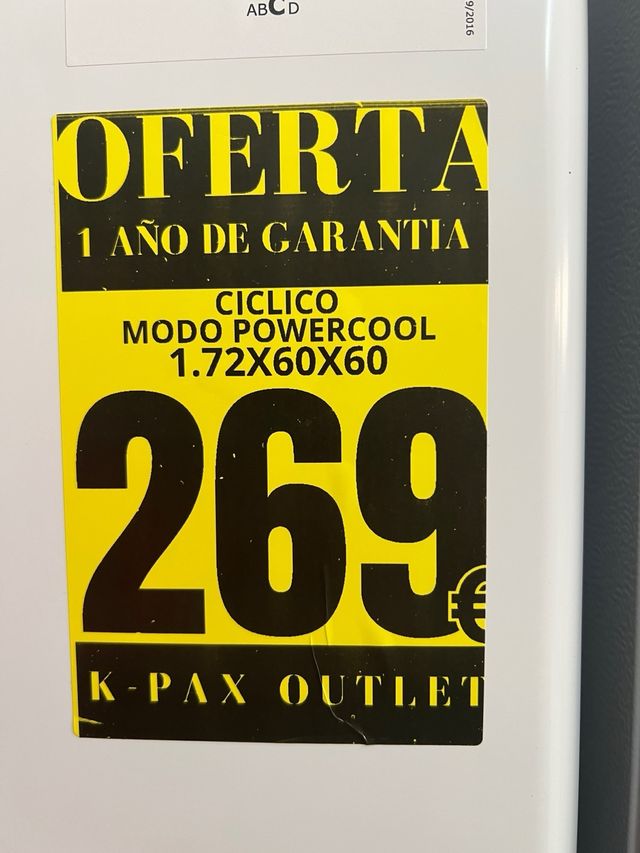 ABCD
9/2016
OFERTA
1 AÑO DE GARANTIA
CICLICO
MODO POWERCOOL
1.72X60X60
269€
K-PAX OUTLET